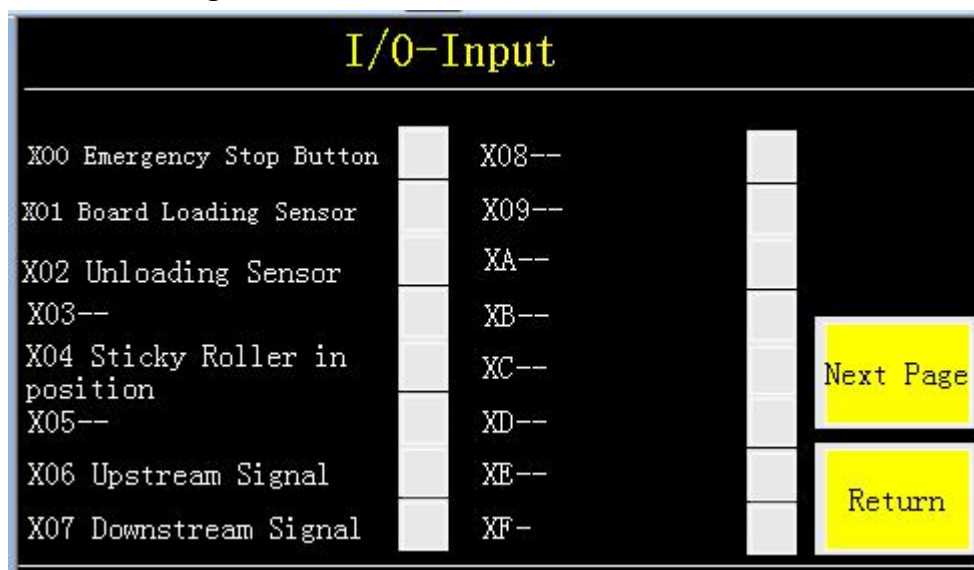 I/O-Input
X00 Emergency Stop Button
X01 Board Loading Sensor
X02 Unloading Sensor
X03--
X04 Sticky Roller in
position
X05--
X06 Upstream Signal
X07 Downstream Signal
X08--
X09--
XA--
XB--
XC--
XD--
XE--
XF-
Next Page
Return